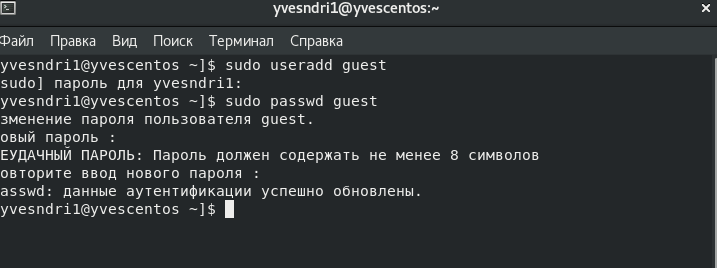 yvesndri1@yvescentos:~
Файл Правка Вид Поиск Терминал Справка
yvesndri1@yvescentos ~]$ sudo useradd guest
sudo] пароль для yvesndri1:
yvesndri1@yvescentos ~]$ sudo passwd guest
зменение пароля пользователя guest.
овый пароль :
ЕУДАЧНЫЙ ПАРОЛЬ: Пароль должен содержать не менее 8 символов
овторите ввод нового пароля :
asswd: данные аутентификации успешно обновлены.
yvesndri1@yvescentos ~]$